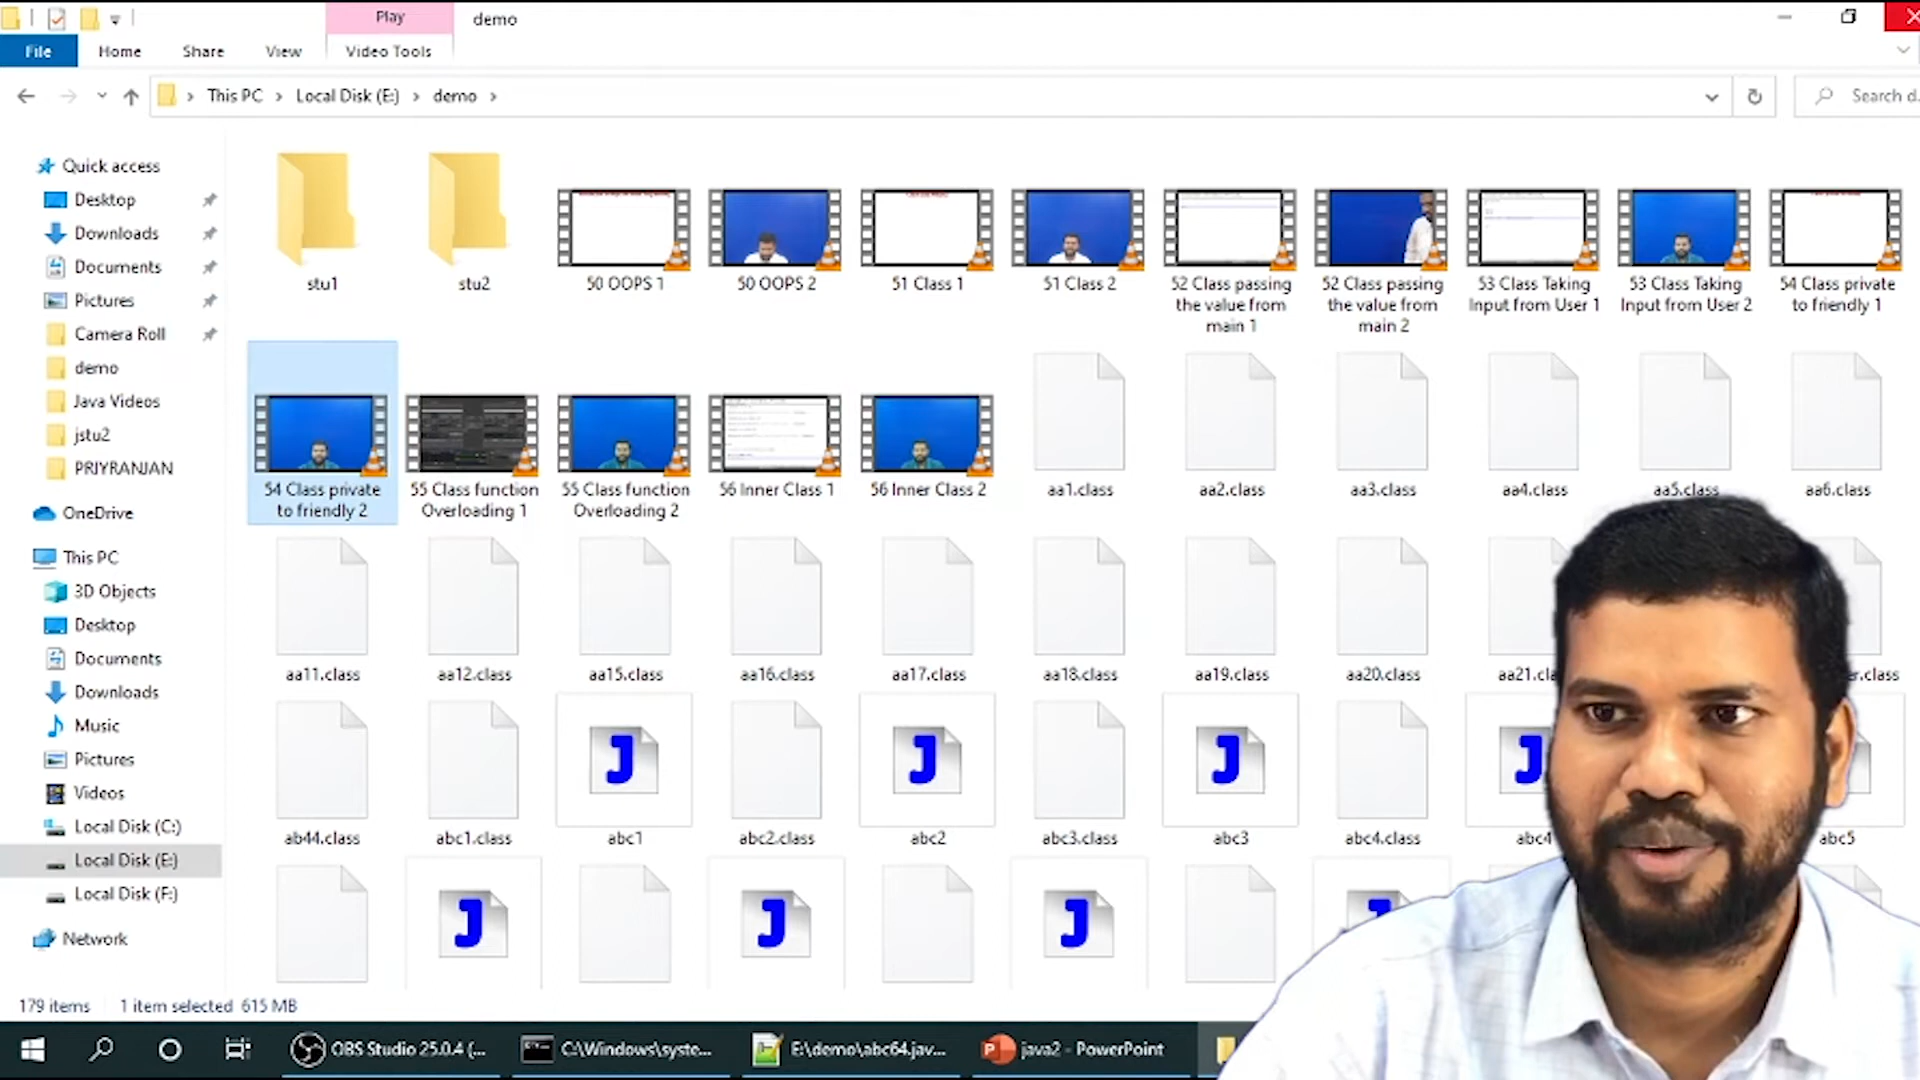 Play
demo
File
Home
Share
View
Video Tools
This PC
Local Disk (E:)
demo
Search d
Quick access
Desktop
Downloads
Documents
Pictures
Camera Roll
demo
Java Videos
jstu2
PRIYRANJAN
OneDrive
This PC
3D Objects
Desktop
Documents
Downloads
Music
Pictures
Videos
Local Disk (C:)
Local Disk (E:)
Local Disk (F:)
Network
stu1
stu2
50 OOPS 1
50 OOPS 2
51 Class 1
51 Class 2
52 Class passing
the value from
main 1
52 Class passing
the value from
main 2
53 Class Taking
Input from User 1
53 Class Taking
Input from User 2
54 Class private
to friendly 1
54 Class private
to friendly 2
55 Class function
Overloading 1
55 Class function
Overloading 2
56 Inner Class 1
56 Inner Class 2
aa1.class
aa2.class
aa3.class
aa4.class
aa5.class
aa6.class
aa11.class
aa12.class
aa15.class
aa16.class
aa17.class
aa18.class
aa19.class
aa20.class
aa21.cla
r.class
ab44.class
abc1.class
abc1
abc2.class
abc2
abc3.class
abc3
abc4.class
abc4
abc5
179 items
1 item selected 615 MB
OBS Studio 25.0.4 (...
C:\Windows\syste...
E:\demo\abc64.jav...
java2 - PowerPoint